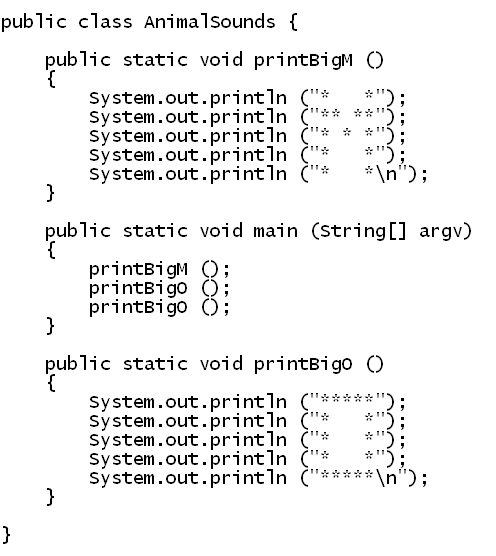 public class AnimalSounds {
    public static void printBigM ()
    {
        System.out.println ("*   *");
        System.out.println ("** **");
        System.out.println ("* * *");
        System.out.println ("*   *");
        System.out.println ("*   *\n");
    }
    public static void main (String[] argv)
    {
        printBigM ();
        printBigO ();
        printBigO ();
    }
    public static void printBigO ()
    {
        System.out.println ("*****");
        System.out.println ("*   *");
        System.out.println ("*   *");
        System.out.println ("*   *");
        System.out.println ("*****\n");
    }
}